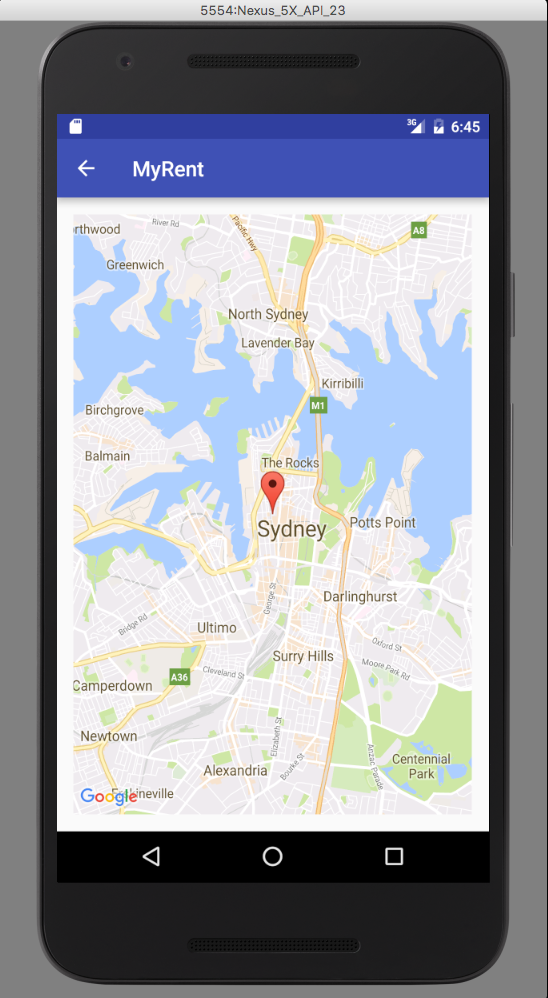 5554:Nexus_5X_API_23
3G 6:45
MyRent
rthwood
River Rd
Pacific Hwy
A8
Greenwich
North Sydney
Lavender Bay
Kirribilli
M1
Birchgrove
Balmain
The Rocks
Sydney
Potts Point
George St
Darlinghurst
Bridge Rd
Ultimo
Oxford St
Surry Hills
Moore Park Rd
Cleveland St
A36
Camperdown
Newtown
Elizabeth St
Anzac Parade
Centennial
Park
Alexandria
Bourke St
Google
Erskineville